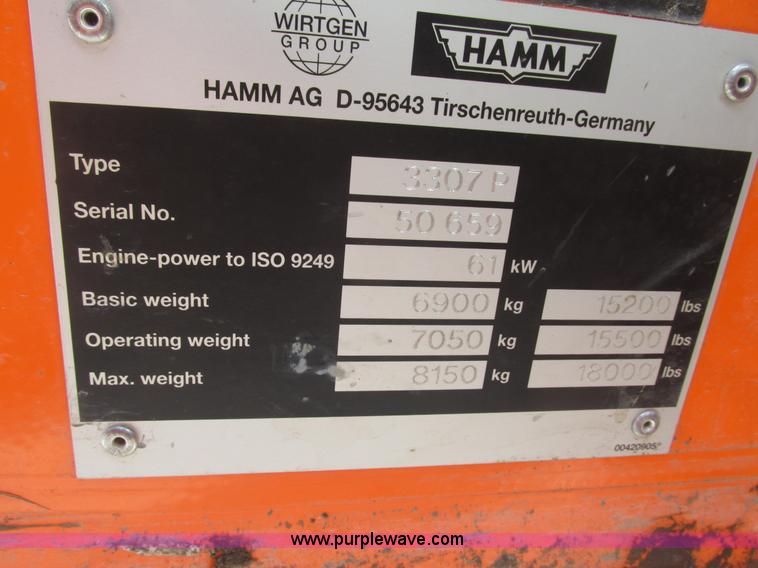 WIRTGEN
GROUP
HAMM
HAMM AG D-95643 Tirschenreuth-Germany
Type 3307 P
Serial No. 50 659
Engine-power to ISO 9249 61 kW
Basic weight 6900 kg 15200 lbs
Operating weight 7050 kg 15500 lbs
Max. weight 8150 kg 18000 lbs
www.purplewave.com